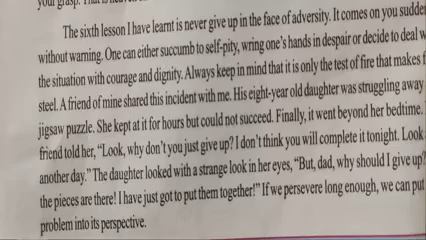 your grasp. That is
The sixth lesson I have learnt is never give up in the face of adversity. It comes on you
without warning. One can either succumb to self-pity, wring one's hands in despair or decide to deal
the situation with courage and dignity. Always keep in mind that it is only the test of fire that makes
steel. A friend of mine shared this incident with me. His eight-year old daughter was struggling away
jigsaw puzzle. She kept at it for hours but could not succeed. Finally, it went beyond her bedtime.
friend told her, "Look, why don't you just give up? I don't think you will complete it tonight. Look
another day." The daughter looked with a strange look in her eyes, "But, dad, why should I give up?
the pieces are there! I have just got to put them together!" If we persevere long enough, we can put
problem into its perspective.